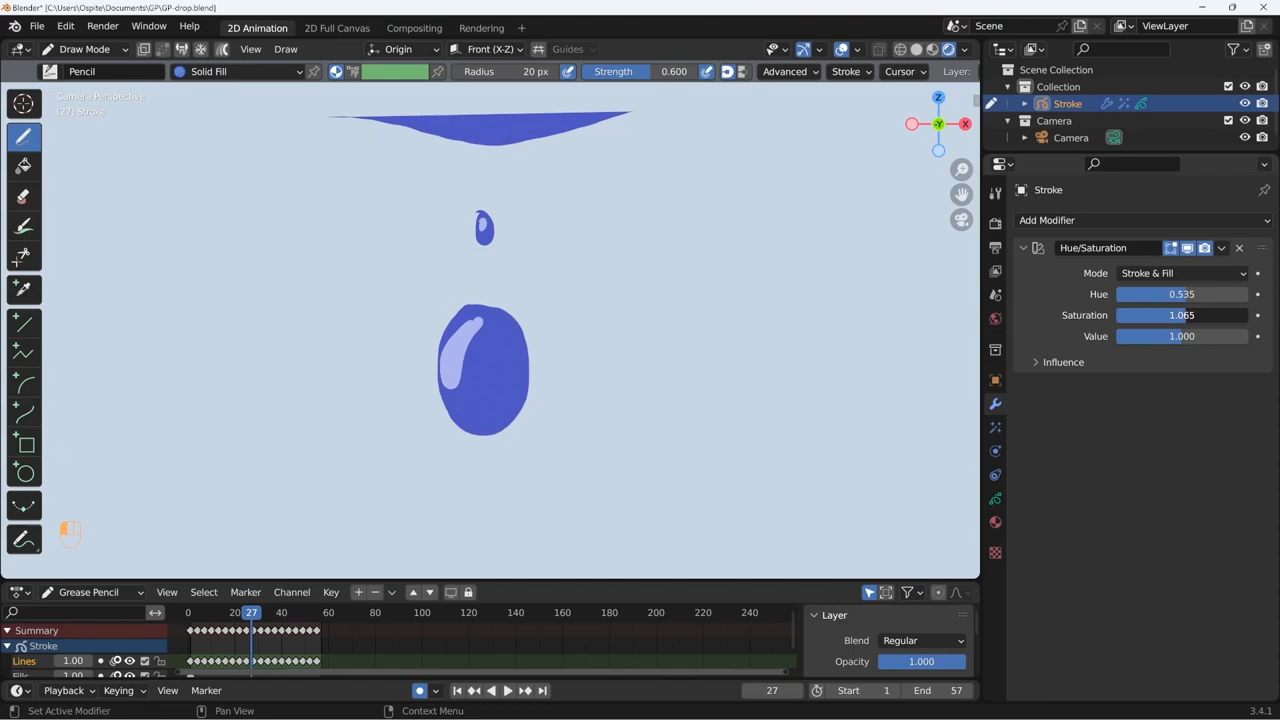 Blender* [C:\Users\Ospite\Documents\GP\GP-drop.blend]
File Edit Render Window Help 2D Animation 2D Full Canvas Compositing Rendering Scene ViewLayer
Draw Mode View Draw Origin Front (X-Z) Guides
Pencil Solid Fill Radius 20 px Strength 0.600 Advanced Stroke Cursor Layer:
Scene Collection
Collection
Stroke
Camera
Camera
Camera Perspective
(27) Stroke
Z
-Y
X
Stroke
Add Modifier
Hue/Saturation
Mode Stroke & Fill
Hue 0.535
Saturation 1.065
Value 1.000
Influence
Grease Pencil View Select Marker Channel Key
0 20 27 40 60 80 100 120 140 160 180 200 220 240
Summary
Stroke
Lines 1.00
Fills 1.00
Layer
Blend Regular
Opacity 1.000
Playback Keying View Marker 27 Start 1 End 57
Set Active Modifier Pan View Context Menu 3.4.1